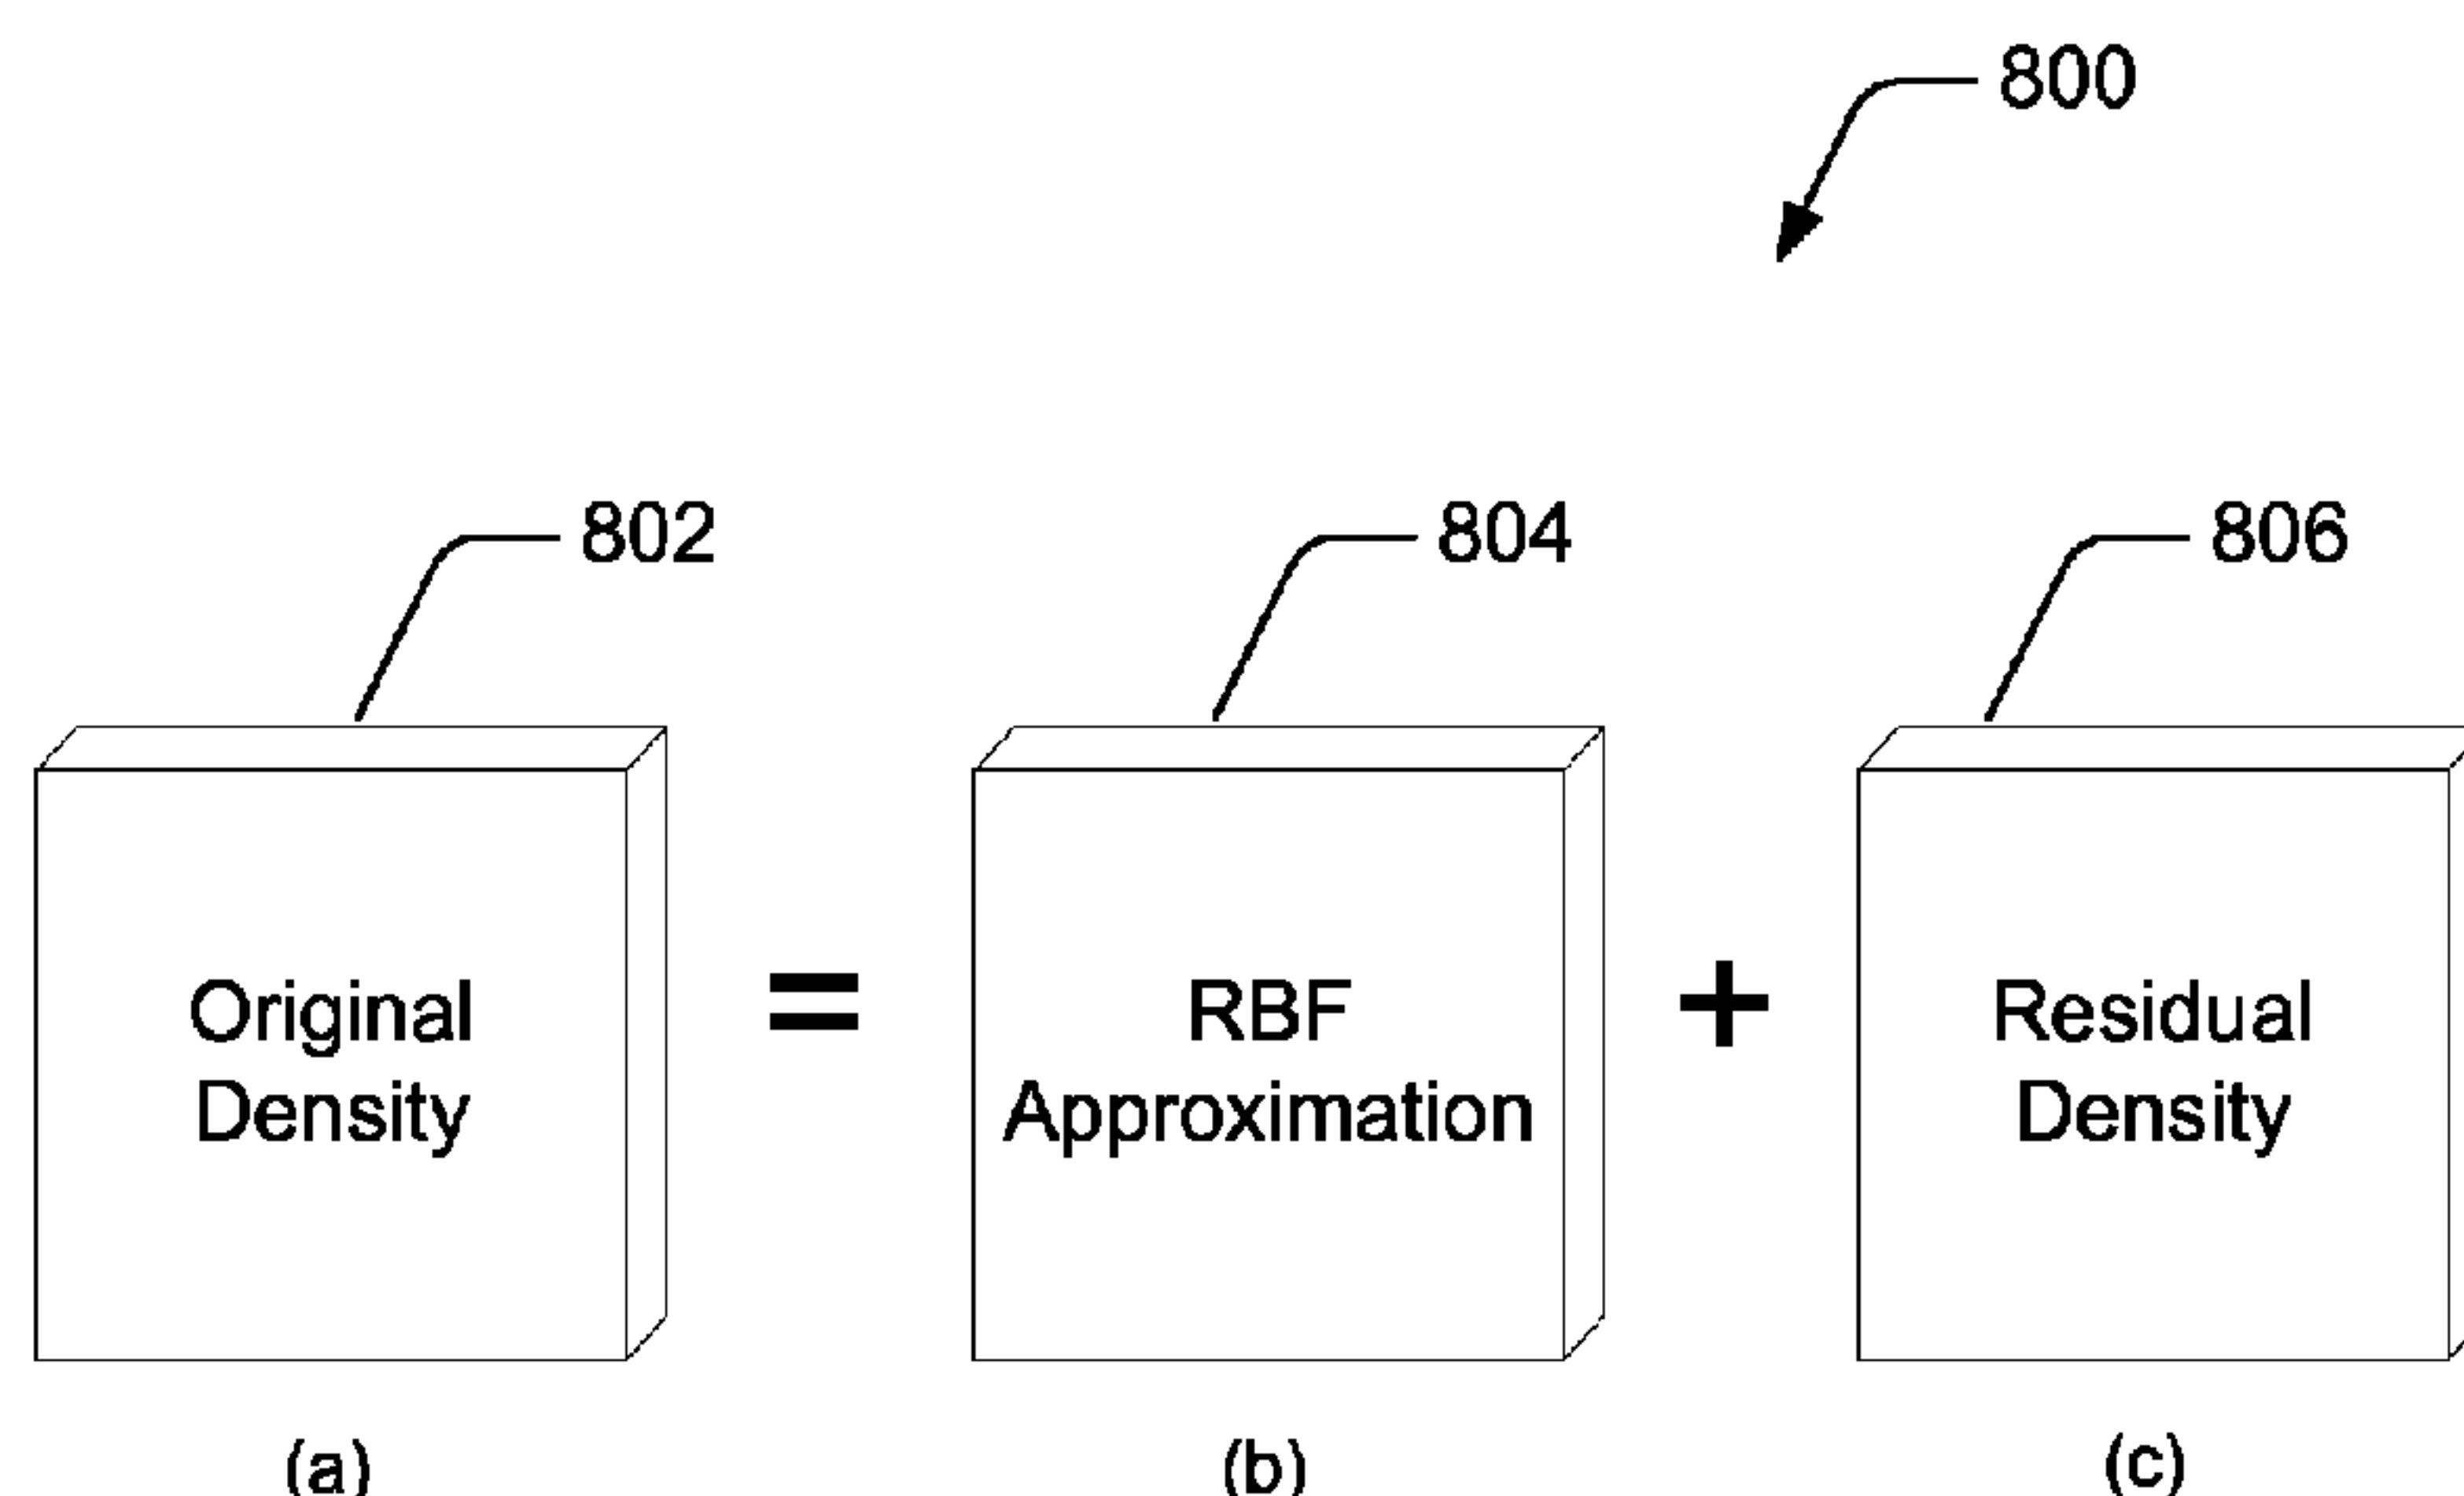 800
802
804
806
Original
Density
=
RBF
Approximation
+
Residual
Density
(a)
(b)
(c)